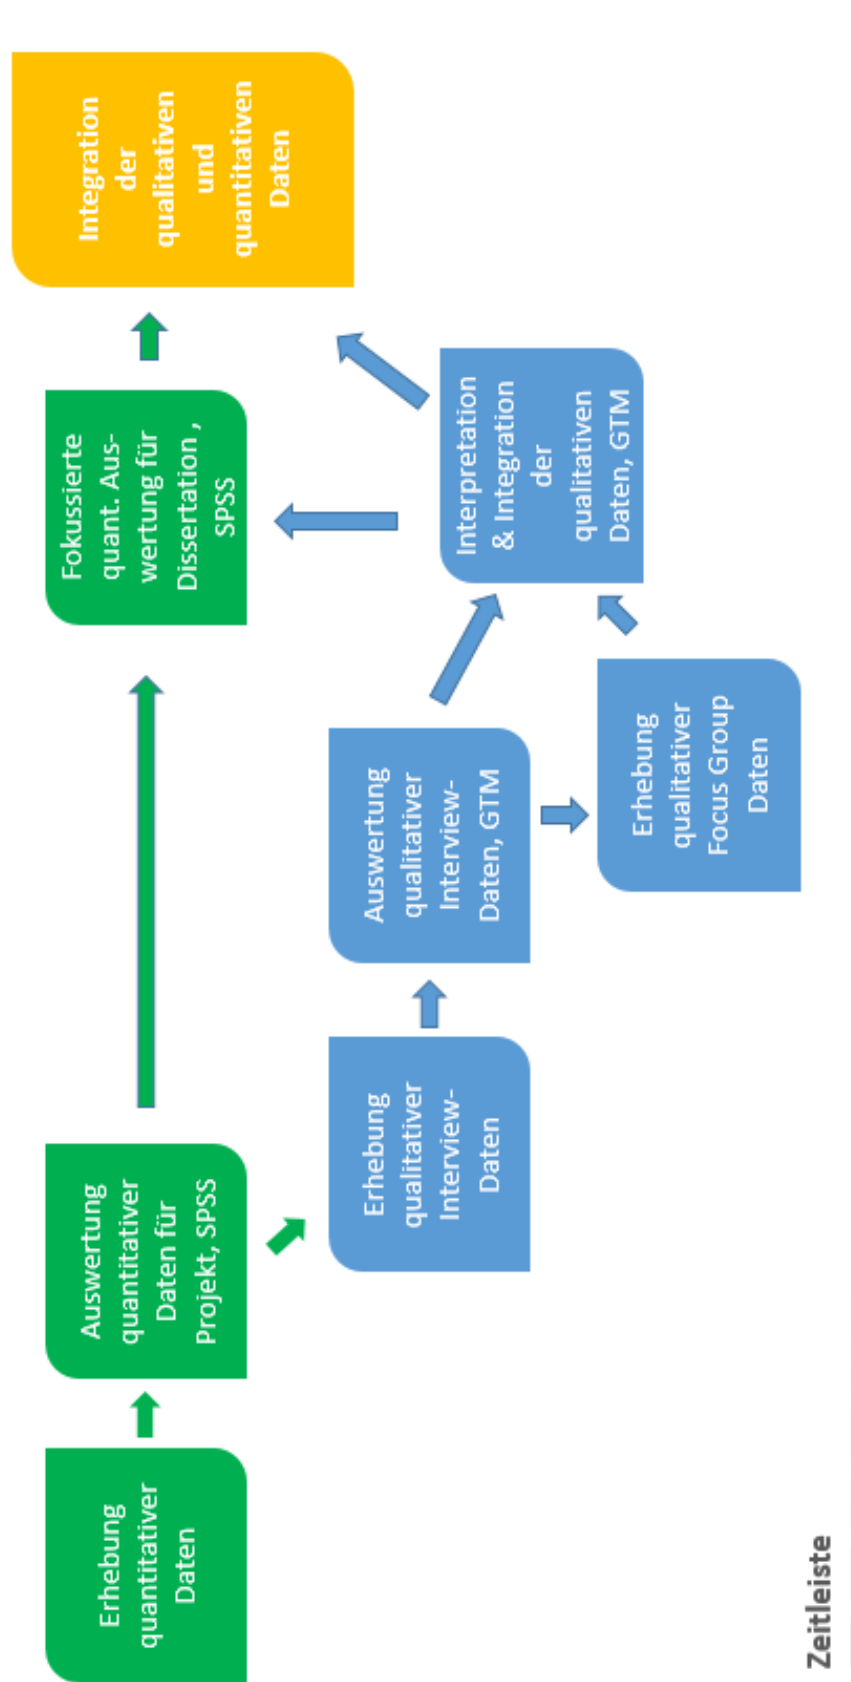 Erhebung
quantitativer
Daten
Auswertung
quantitativer
Daten für
Projekt, SPSS
Fokussierte
quant. Aus-
wertung für
Dissertation ,
SPSS
Integration
der
qualitativen
und
quantitativen
Daten
Erhebung
qualitativer
Interview-
Daten
Auswertung
qualitativer
Interview-
Daten, GTM
Interpretation
& Integration
der
qualitativen
Daten, GTM
Erhebung
qualitativer
Focus Group
Daten
Zeitleiste